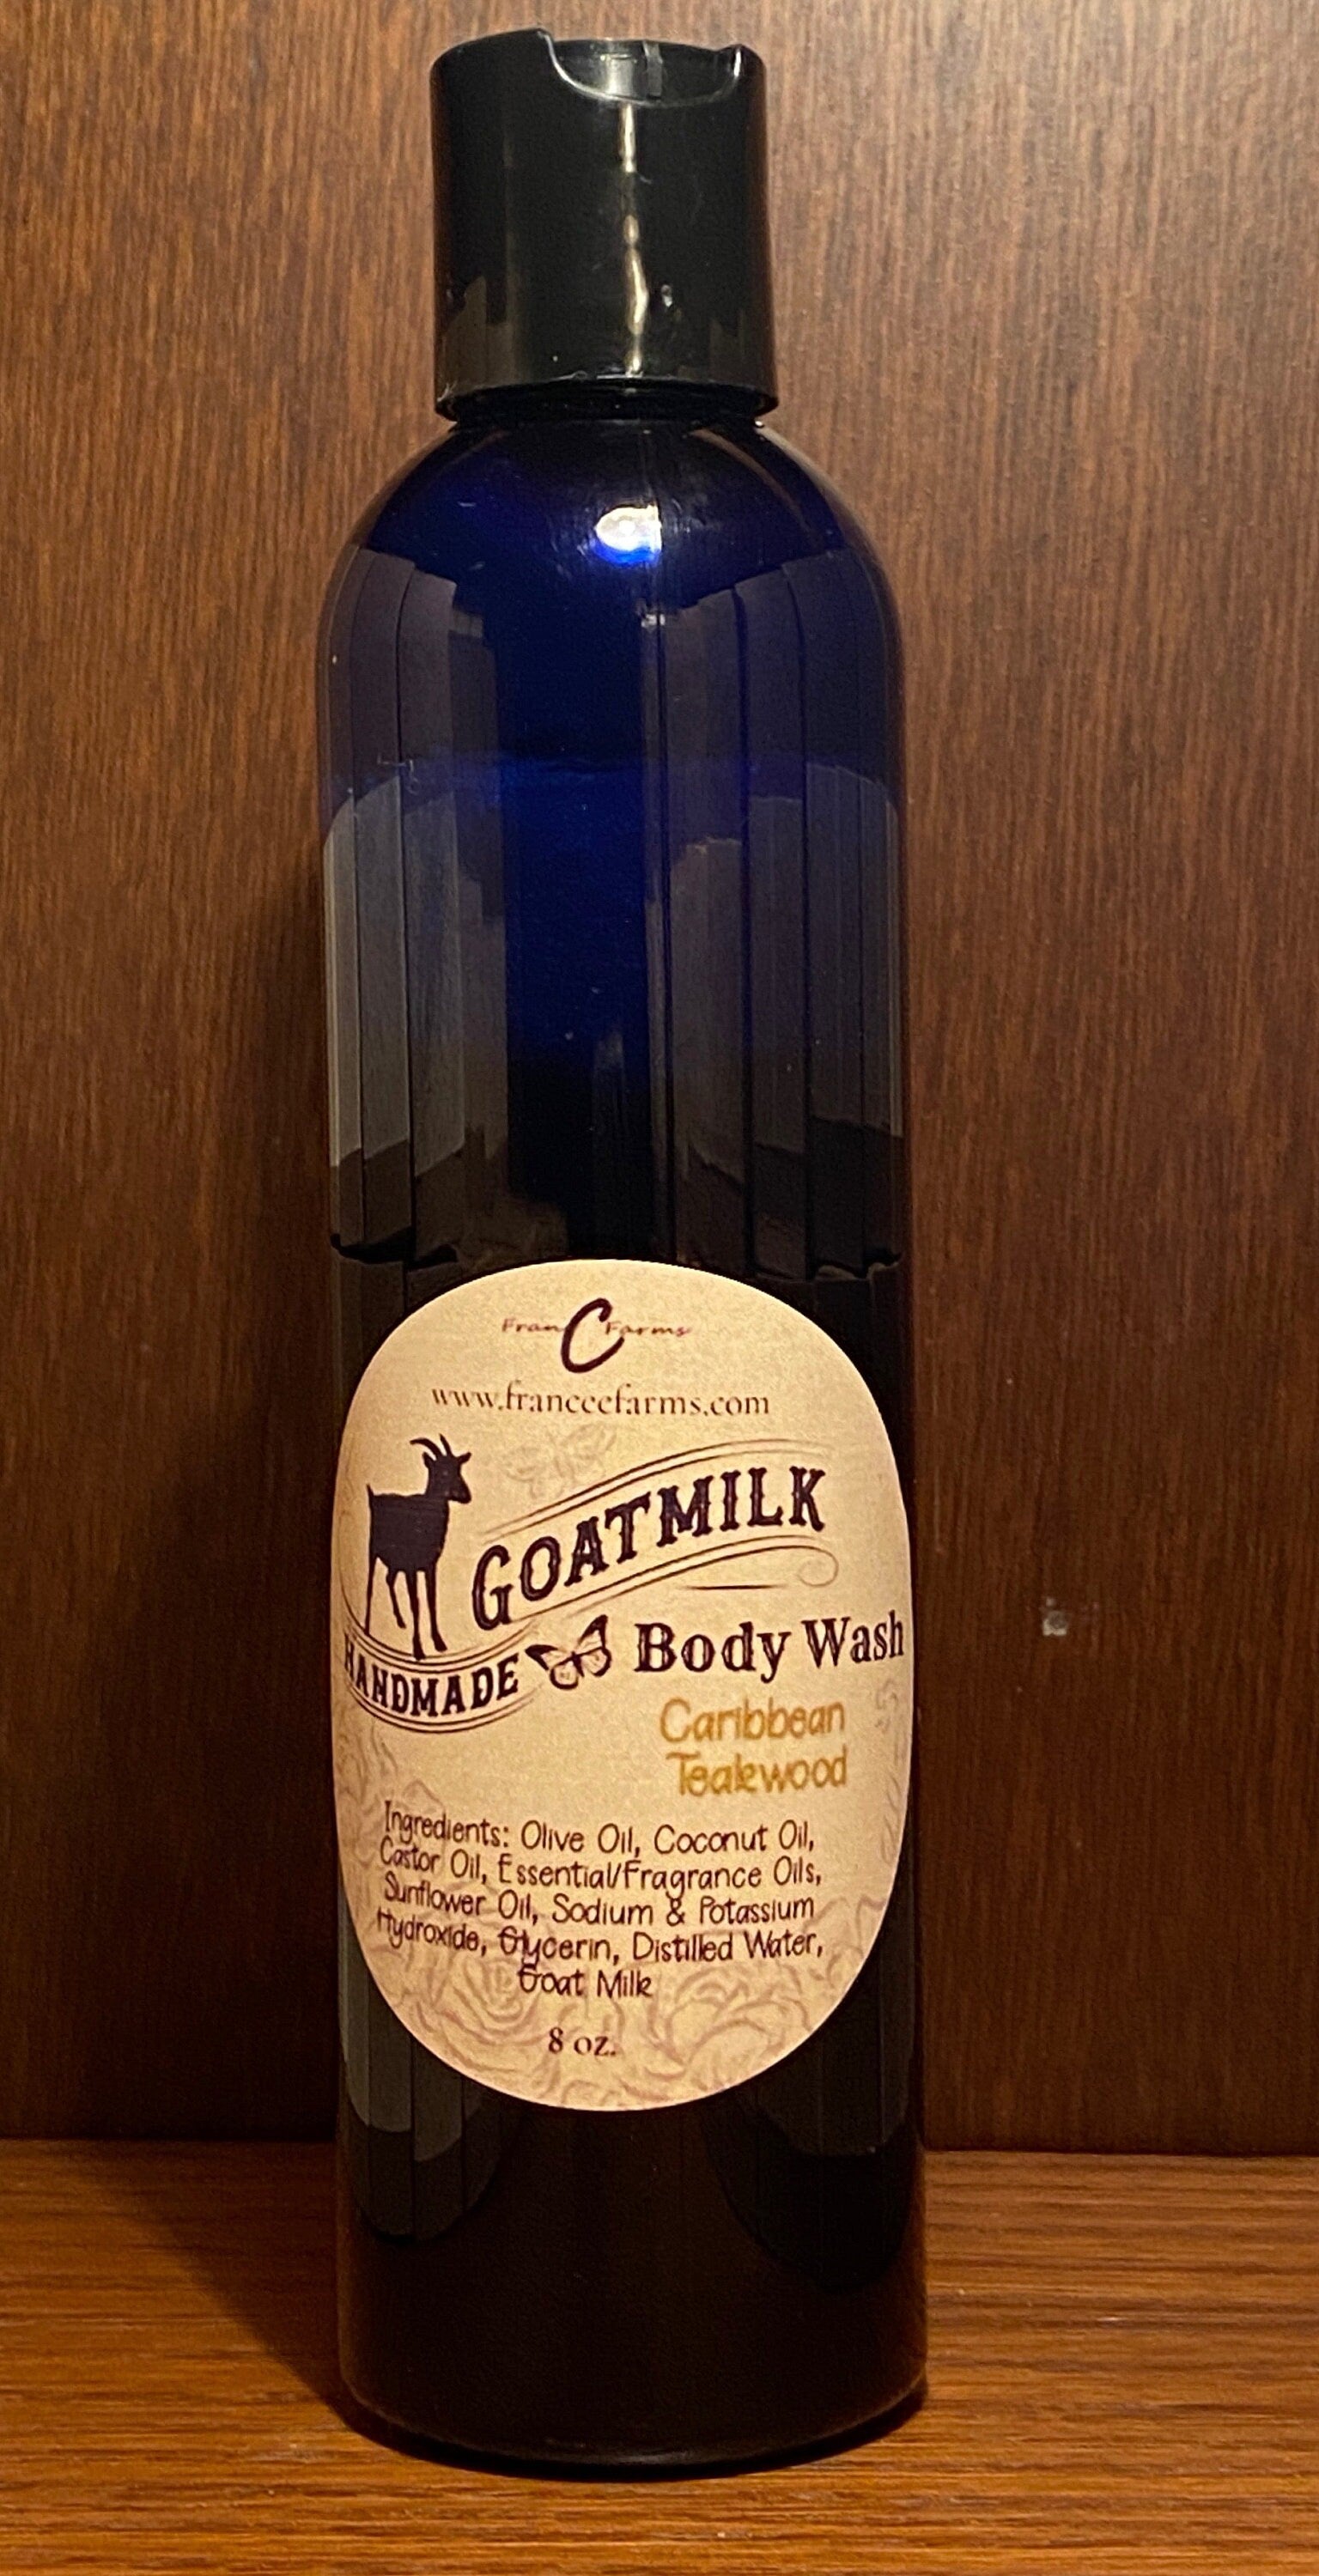 Fran C Farms
www.franceefarms.com
GOATMILK
HANDMADE Body Wash
Caribbean
Teakwood
Ingredients: Olive Oil, Coconut Oil,
Castor Oil, Essential/Fragrance Oils,
Sunflower Oil, Sodium & Potassium
Hydroxide, Glycerin, Distilled Water,
Goat Milk
8 oz.